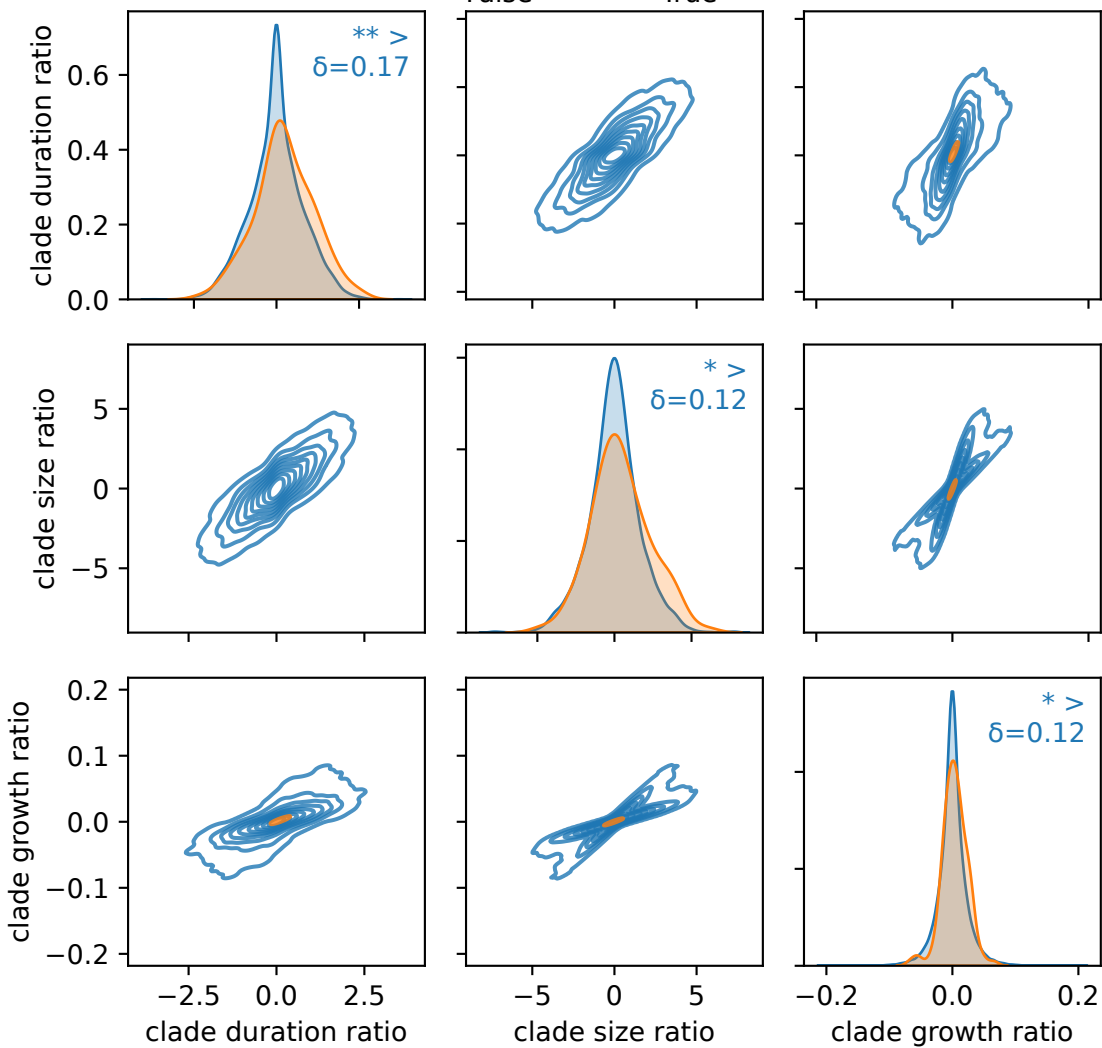 clade duration ratio
0.6
0.4
0.2
0.0
** >
δ=0.17
clade size ratio
5
0
−5
* >
δ=0.12
clade growth ratio
0.2
0.1
0.0
−0.1
−0.2
* >
δ=0.12
−2.5 0.0 2.5
−5 0 5
−0.2 0.0 0.2
clade duration ratio
clade size ratio
clade growth ratio